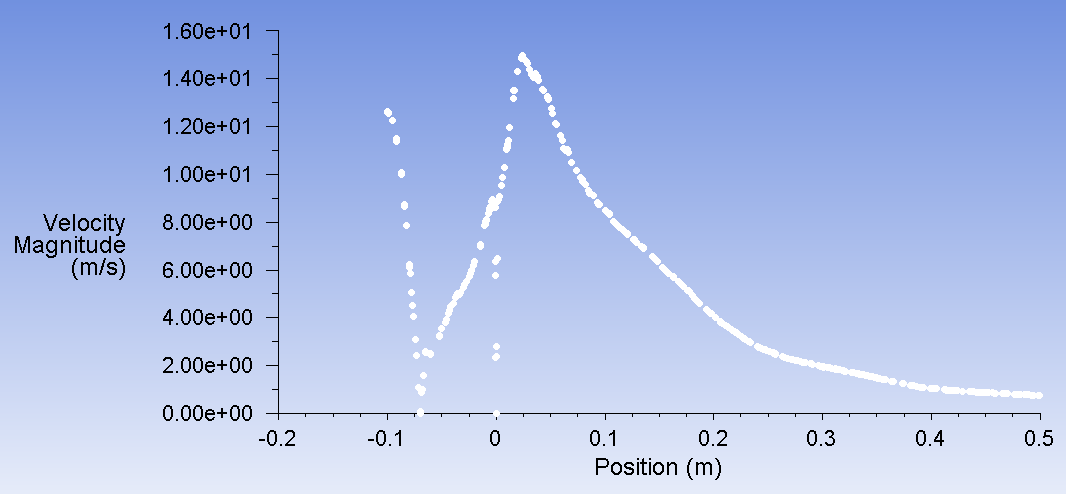 1.60e+01
1.40e+01
1.20e+01
1.00e+01
8.00e+00
6.00e+00
4.00e+00
2.00e+00
0.00e+00
Velocity
Magnitude
(m/s)
-0.2 -0.1 0 0.1 0.2 0.3 0.4 0.5
Position (m)